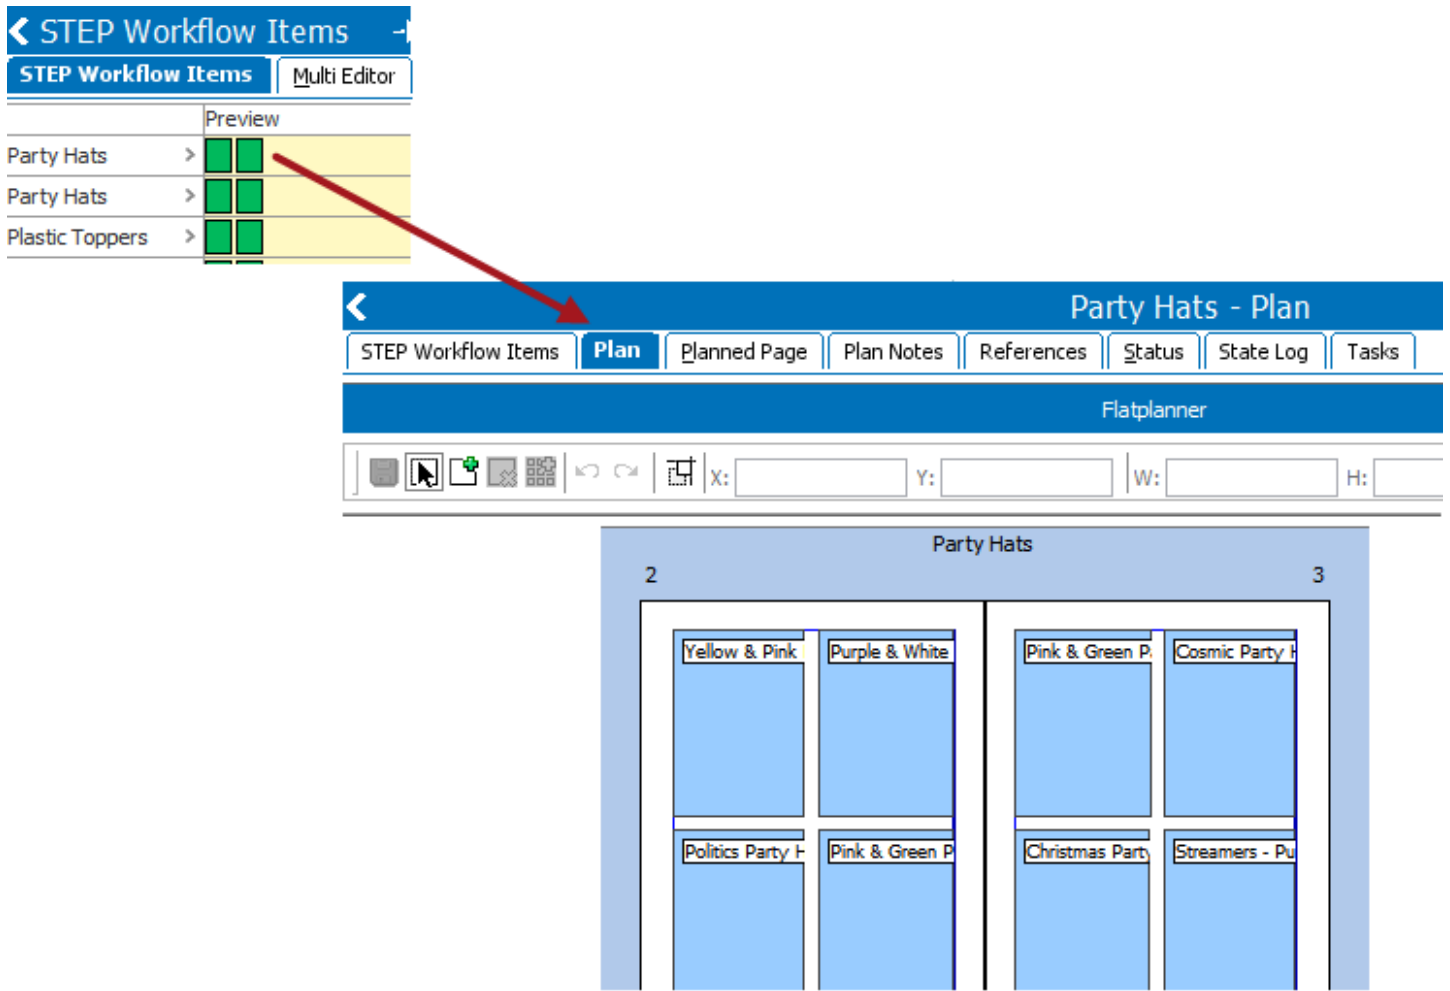 STEP Workflow Items
STEP Workflow Items Multi Editor
Preview
Party Hats >
Party Hats >
Plastic Toppers >
Party Hats - Plan
STEP Workflow Items Plan Planned Page Plan Notes References Status State Log Tasks
Flatplanner
X: Y: W: H:
Party Hats
2 3
Yellow & Pink Purple & White Pink & Green P Cosmic Party H
Politics Party H Pink & Green P Christmas Party Streamers - Pu